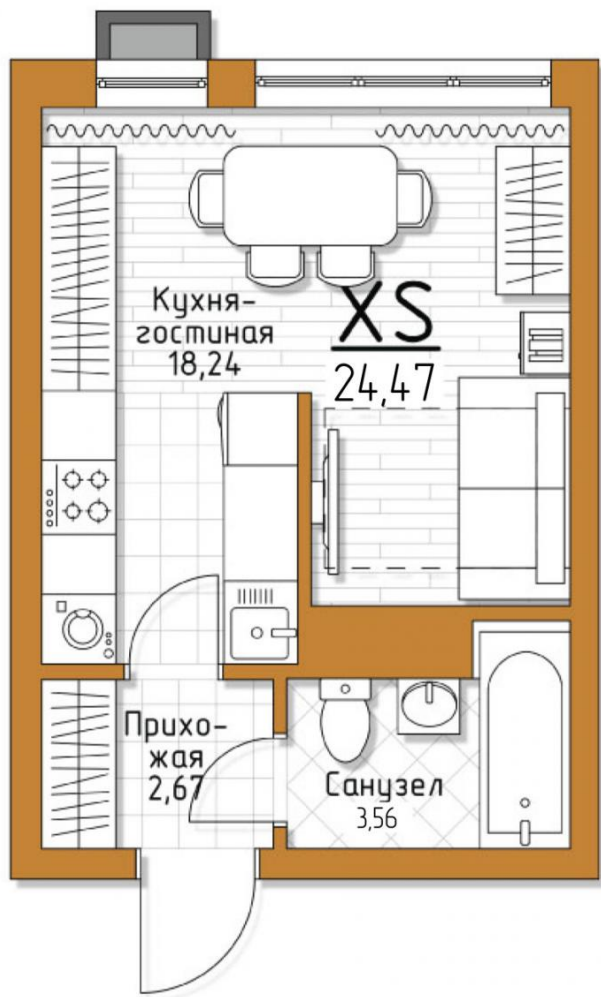 Кухня-
гостиная
18,24
XS
24,47
Прихо-
жая
2,67
Санузел
3,56